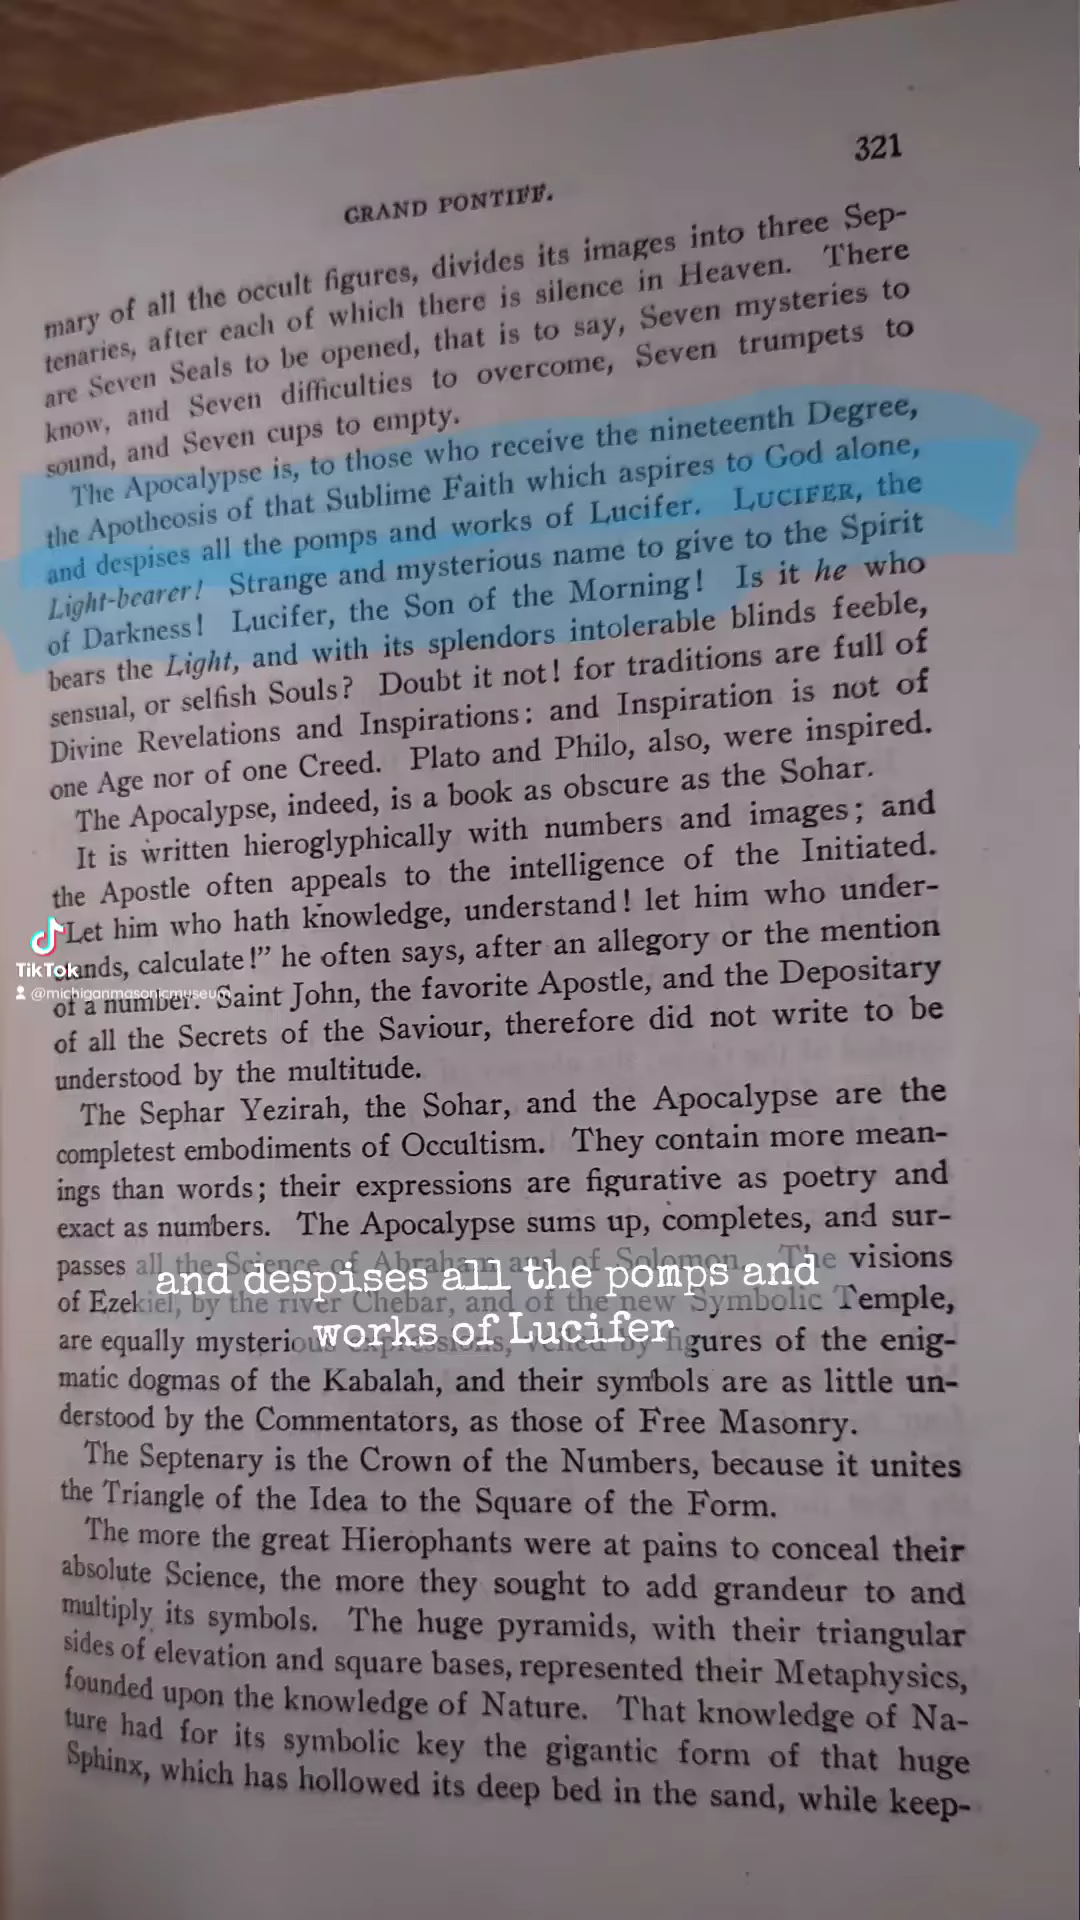 321
GRAND PONTIFF.
mary of all the occult figures, divides its images into three Sep-
tenaries, after each of which there is silence in Heaven. There
are Seven Seals to be opened, that is to say, Seven mysteries to
know, and Seven difficulties to overcome, Seven trumpets to
sound, and Seven cups to empty.
The Apocalypse is, to those who receive the nineteenth Degree,
the Apotheosis of that Sublime Faith which aspires to God alone,
and despises all the pomps and works of Lucifer. LUCIFER, the
Light-bearer! Strange and mysterious name to give to the Spirit
of Darkness! Lucifer, the Son of the Morning! Is it he who
bears the Light, and with its splendors intolerable blinds feeble,
sensual, or selfish Souls? Doubt it not! for traditions are full of
Divine Revelations and Inspirations: and Inspiration is not of
one Age nor of one Creed. Plato and Philo, also, were inspired.
The Apocalypse, indeed, is a book as obscure as the Sohar.
It is written hieroglyphically with numbers and images; and
the Apostle often appeals to the intelligence of the Initiated.
"Let him who hath knowledge, understand! let him who under-
stands, calculate!" he often says, after an allegory or the mention
TikTok
@michiganmasonicmuseum
of a number. Saint John, the favorite Apostle, and the Depositary
of all the Secrets of the Saviour, therefore did not write to be
understood by the multitude.
The Sephar Yezirah, the Sohar, and the Apocalypse are the
completest embodiments of Occultism. They contain more mean-
ings than words; their expressions are figurative as poetry and
exact as numbers. The Apocalypse sums up, completes, and sur-
passes all the Science of Abraham and of Solomon. The visions
and despises all the pomps and
of Ezekiel, by the river Chebar, and of the new Symbolic Temple,
works of Lucifer
are equally mysterious expressions, veiled by figures of the enig-
matic dogmas of the Kabalah, and their symbols are as little un-
derstood by the Commentators, as those of Free Masonry.
The Septenary is the Crown of the Numbers, because it unites
the Triangle of the Idea to the Square of the Form.
The more the great Hierophants were at pains to conceal their
absolute Science, the more they sought to add grandeur to and
multiply its symbols. The huge pyramids, with their triangular
sides of elevation and square bases, represented their Metaphysics,
founded upon the knowledge of Nature. That knowledge of Na-
ture had for its symbolic key the gigantic form of that huge
Sphinx, which has hollowed its deep bed in the sand, while keep-